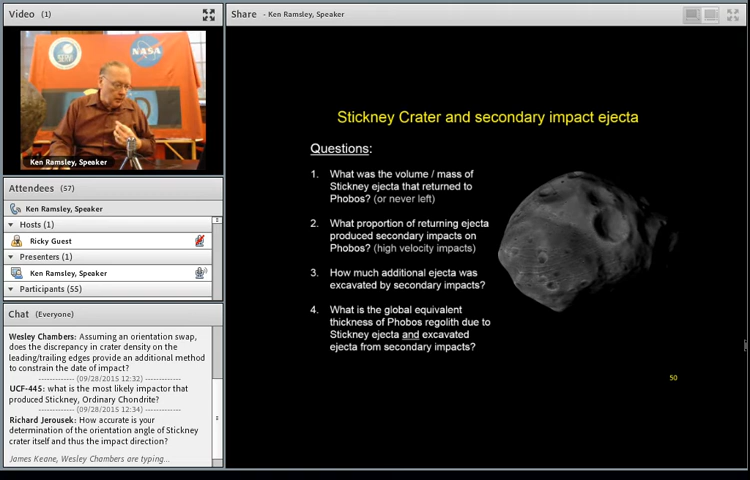 Video (1)
SERVI
NASA
Ken Ramsley, Speaker
Attendees (57)
Ken Ramsley, Speaker
Hosts (1)
Ricky Guest
Presenters (1)
Ken Ramsley, Speaker
Participants (55)
Chat (Everyone)
Wesley Chambers: Assuming an orientation swap,
does the discrepancy in crater density on the
leading/trailing edges provide an additional method
to constrain the date of impact?
-------------- (09/28/2015 12:32) --------------
UCF-445: what is the most likely impactor that
produced Stickney, Ordinary Chondrite?
-------------- (09/28/2015 12:34) --------------
Richard Jerousek: How accurate is your
determination of the orientation angle of Stickney
crater itself and thus the impact direction?
James Keane, Wesley Chambers are typing...
Share - Ken Ramsley, Speaker
Stickney Crater and secondary impact ejecta
Questions:
1. What was the volume / mass of
Stickney ejecta that returned to
Phobos? (or never left)
2. What proportion of returning ejecta
produced secondary impacts on
Phobos? (high velocity impacts)
3. How much additional ejecta was
excavated by secondary impacts?
4. What is the global equivalent
thickness of Phobos regolith due to
Stickney ejecta and excavated
ejecta from secondary impacts?
50